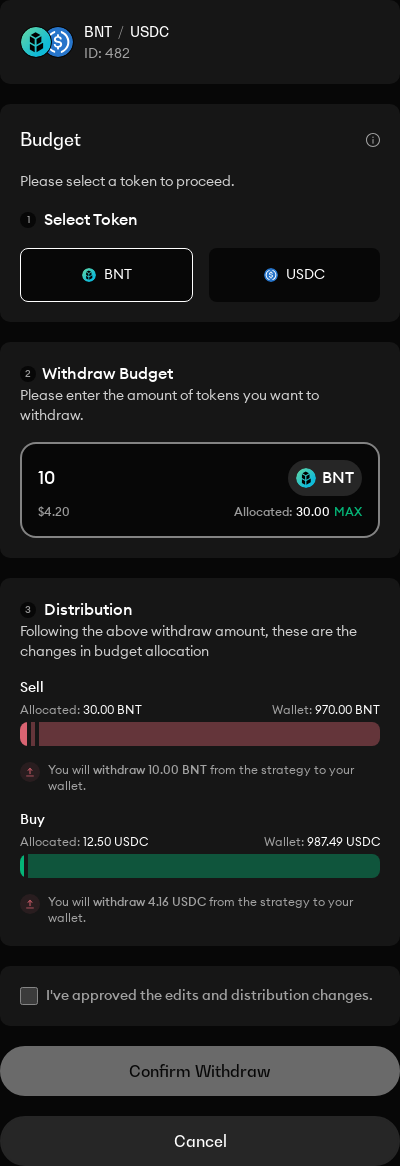 BNT / USDC
ID: 482
Budget
Please select a token to proceed.
1 Select Token
BNT
USDC
2 Withdraw Budget
Please enter the amount of tokens you want to
withdraw.
10
BNT
$4.20
Allocated: 30.00 MAX
3 Distribution
Following the above withdraw amount, these are the
changes in budget allocation
Sell
Allocated: 30.00 BNT
Wallet: 970.00 BNT
You will withdraw 10.00 BNT from the strategy to your
wallet.
Buy
Allocated: 12.50 USDC
Wallet: 987.49 USDC
You will withdraw 4.16 USDC from the strategy to your
wallet.
I've approved the edits and distribution changes.
Confirm Withdraw
Cancel